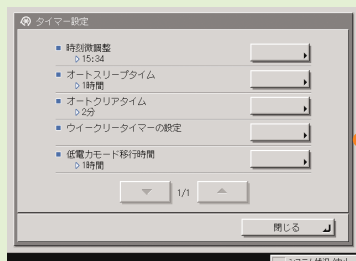 タイマー設定
時刻微調整
15:34
オートスリープタイム
1時間
オートクリアタイム
2分
ウイークリータイマーの設定
低電力モード移行時間
1時間
1/1
閉じる